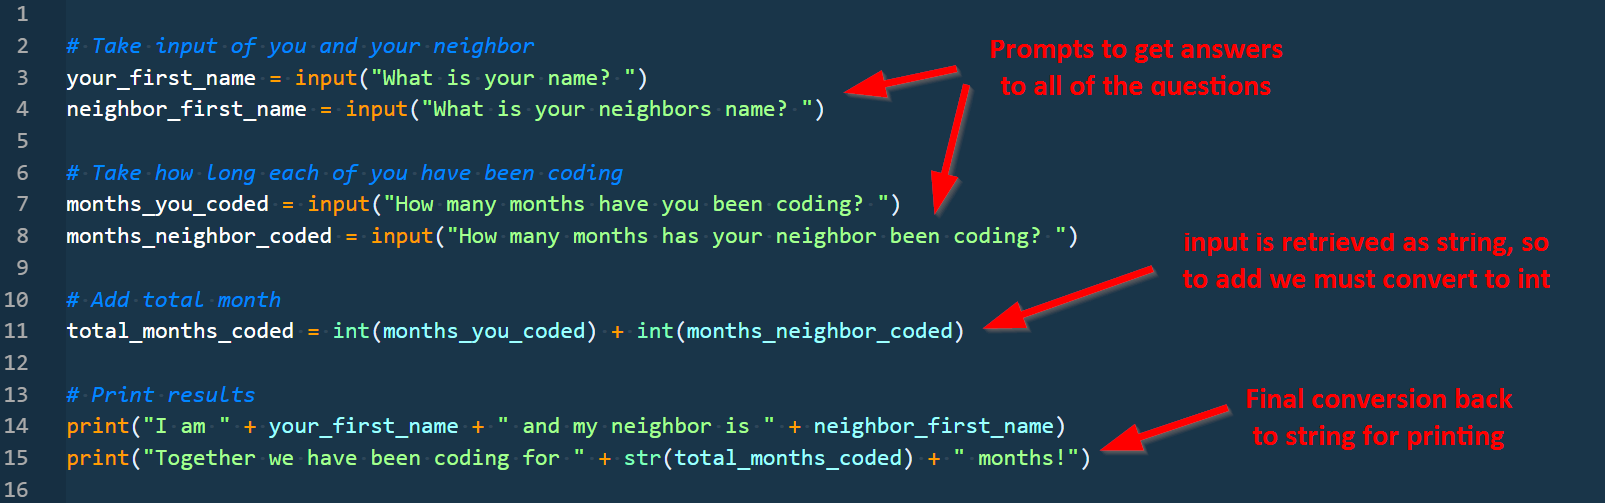 1
2 # Take input of you and your neighbor
3 your_first_name = input("What is your name? ")
4 neighbor_first_name = input("What is your neighbors name? ")
5
6 # Take how long each of you have been coding
7 months_you_coded = input("How many months have you been coding? ")
8 months_neighbor_coded = input("How many months has your neighbor been coding? ")
9
10 # Add total month
11 total_months_coded = int(months_you_coded) + int(months_neighbor_coded)
12
13 # Print results
14 print("I am " + your_first_name + " and my neighbor is " + neighbor_first_name)
15 print("Together we have been coding for " + str(total_months_coded) + " months!")
16
Prompts to get answers
to all of the questions
input is retrieved as string, so
to add we must convert to int
Final conversion back
to string for printing